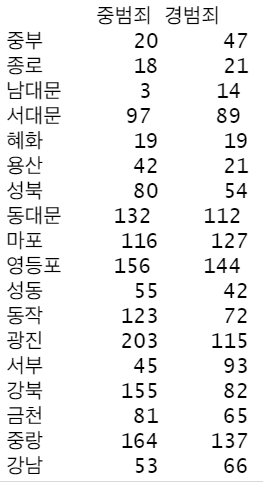 중범죄 경범죄
중부 20 47
종로 18 21
남대문 3 14
서대문 97 89
혜화 19 19
용산 42 21
성북 80 54
동대문 132 112
마포 116 127
영등포 156 144
성동 55 42
동작 123 72
광진 203 115
서부 45 93
강북 155 82
금천 81 65
중랑 164 137
강남 53 66